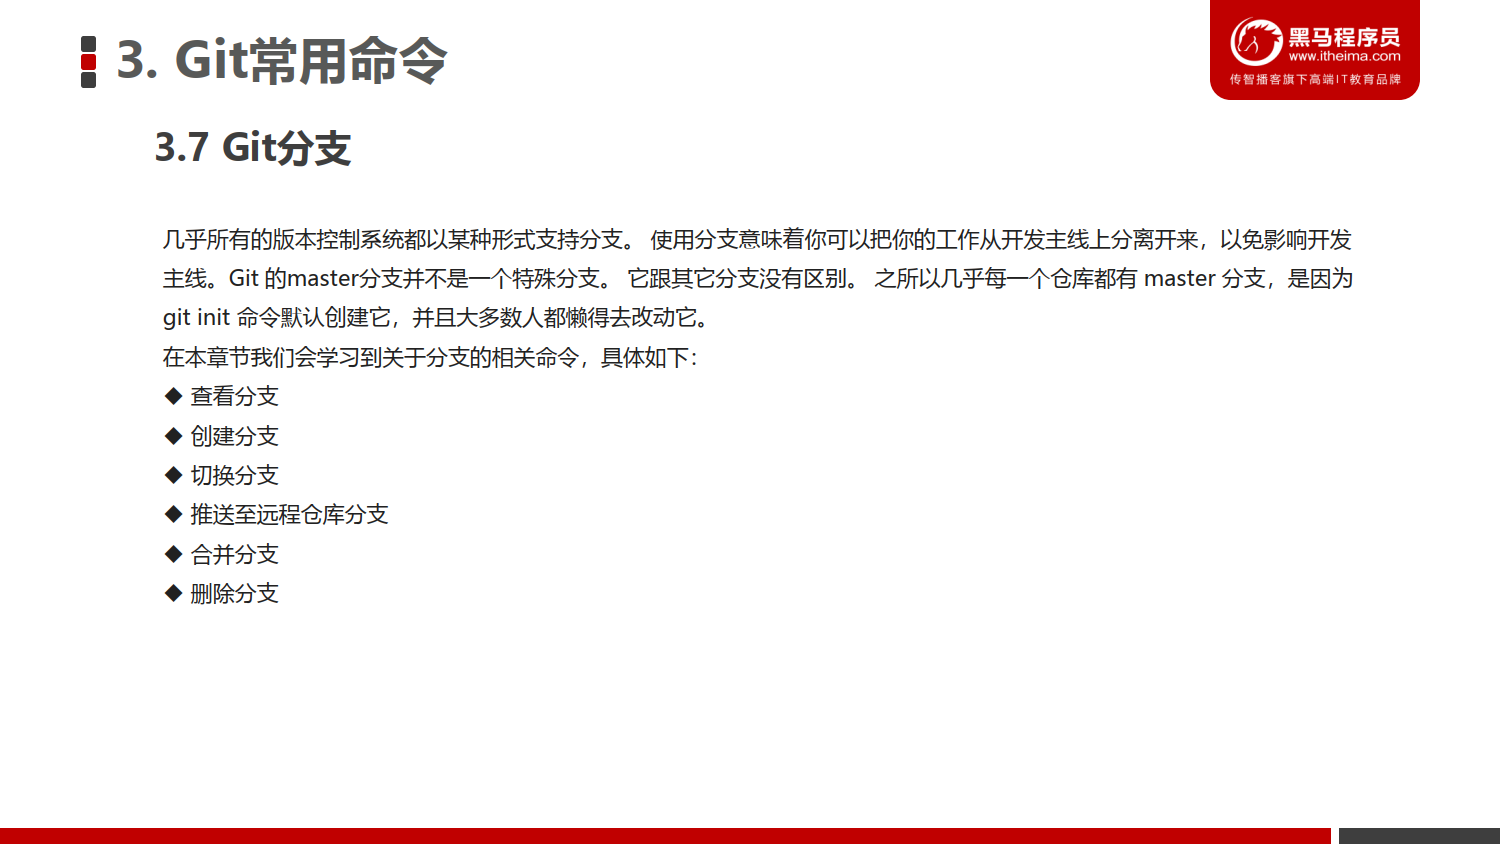 3. Git常用命令
黑马程序员
www.itheima.com
传智播客旗下高端IT教育品牌
3.7 Git分支
几乎所有的版本控制系统都以某种形式支持分支。 使用分支意味着你可以把你的工作从开发主线上分离开来，以免影响开发
主线。Git 的master分支并不是一个特殊分支。 它跟其它分支没有区别。 之所以几乎每一个仓库都有 master 分支，是因为
git init 命令默认创建它，并且大多数人都懒得去改动它。
在本章节我们会学习到关于分支的相关命令，具体如下：
◆ 查看分支
◆ 创建分支
◆ 切换分支
◆ 推送至远程仓库分支
◆ 合并分支
◆ 删除分支